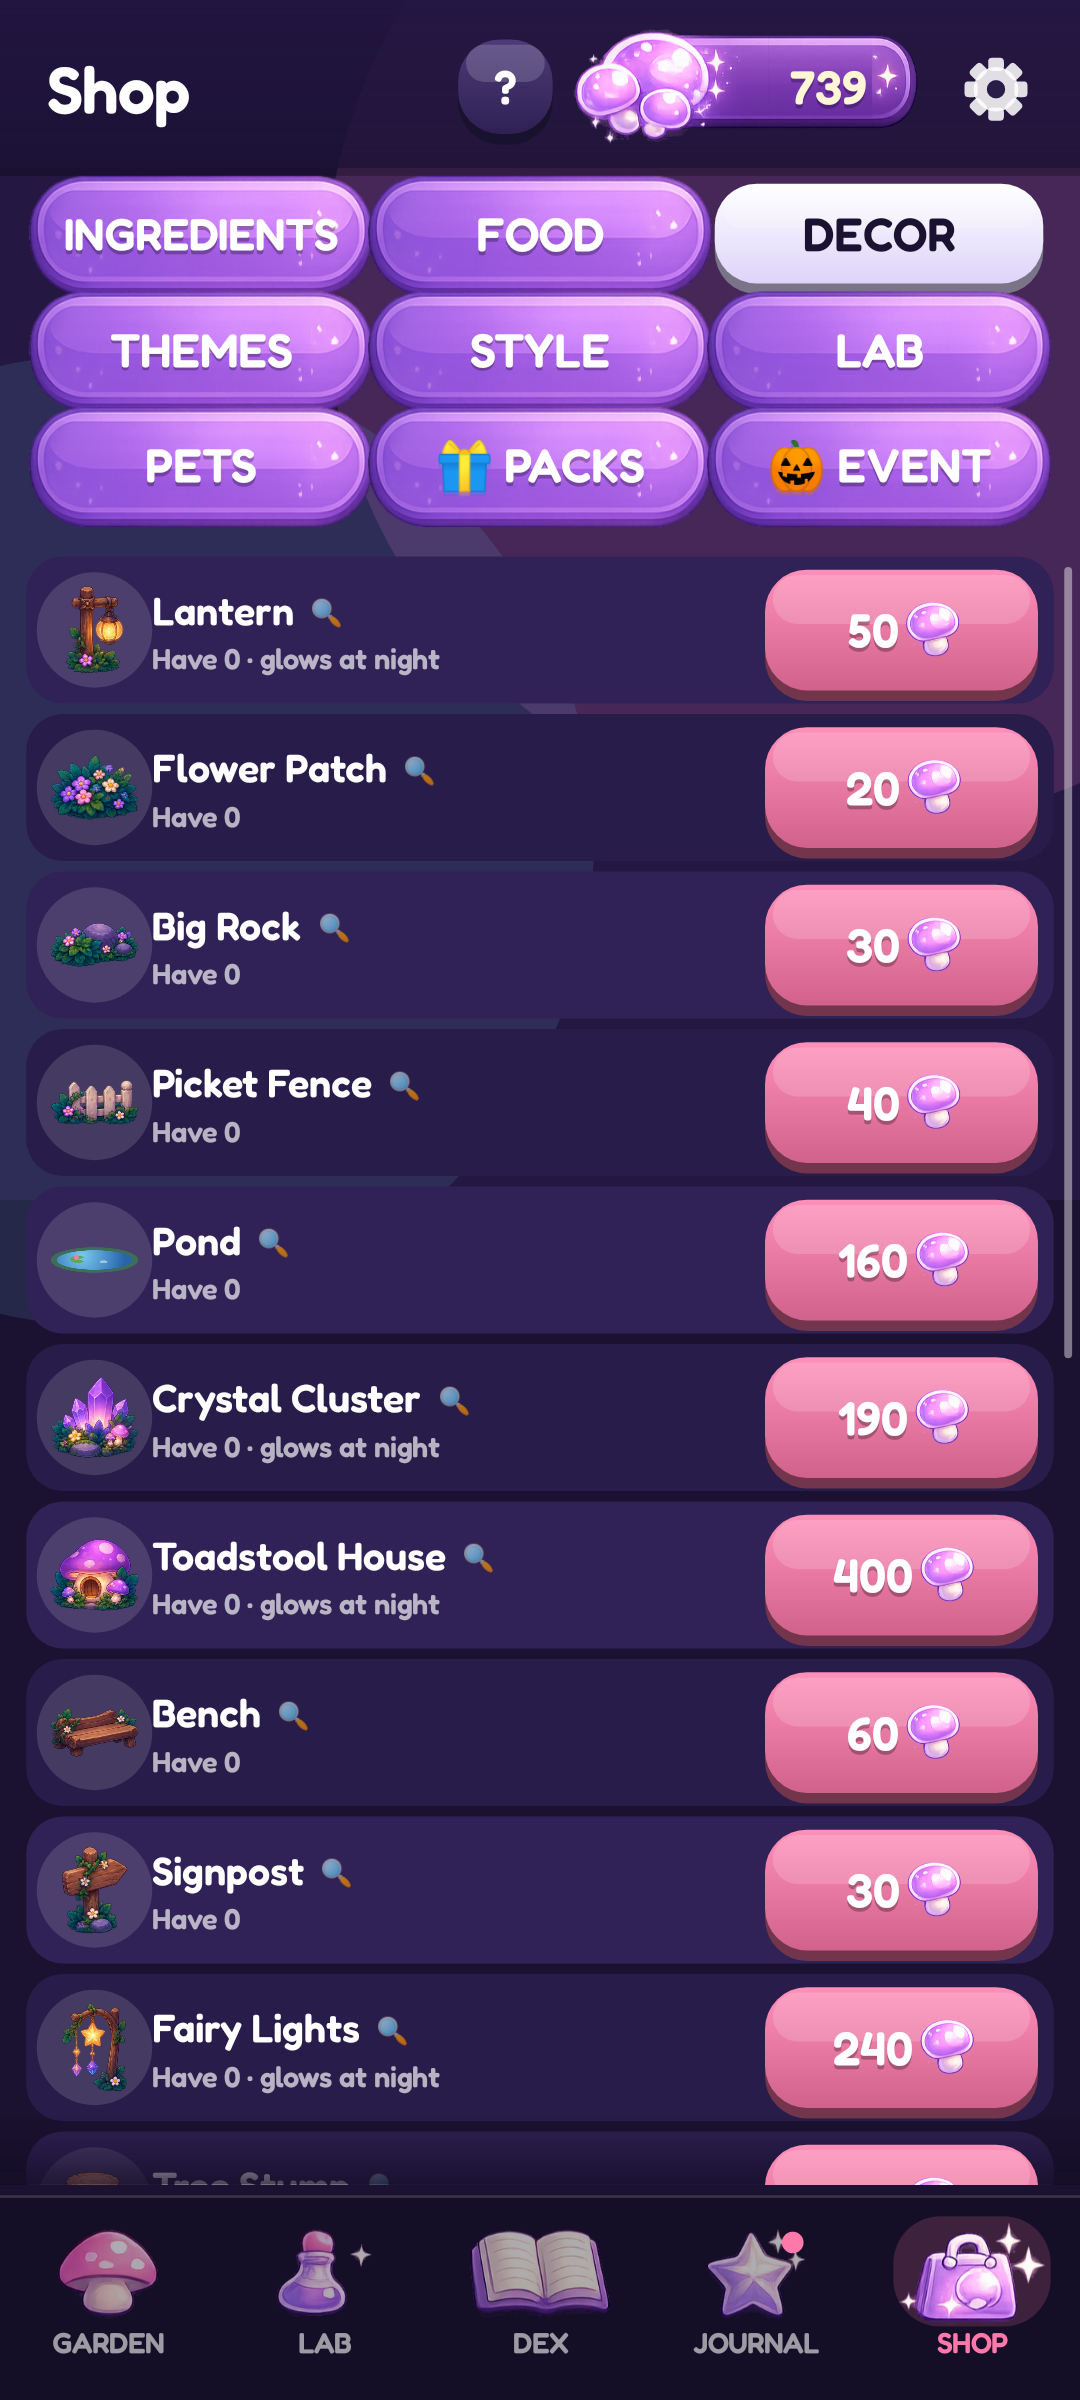 Shop
?
739
INGREDIENTS
FOOD
DECOR
THEMES
STYLE
LAB
PETS
PACKS
EVENT
Lantern
Have 0 · glows at night
50
Flower Patch
Have 0
20
Big Rock
Have 0
30
Picket Fence
Have 0
40
Pond
Have 0
160
Crystal Cluster
Have 0 · glows at night
190
Toadstool House
Have 0 · glows at night
400
Bench
Have 0
60
Signpost
Have 0
30
Fairy Lights
Have 0 · glows at night
240
Tree Stump
GARDEN
LAB
DEX
JOURNAL
SHOP